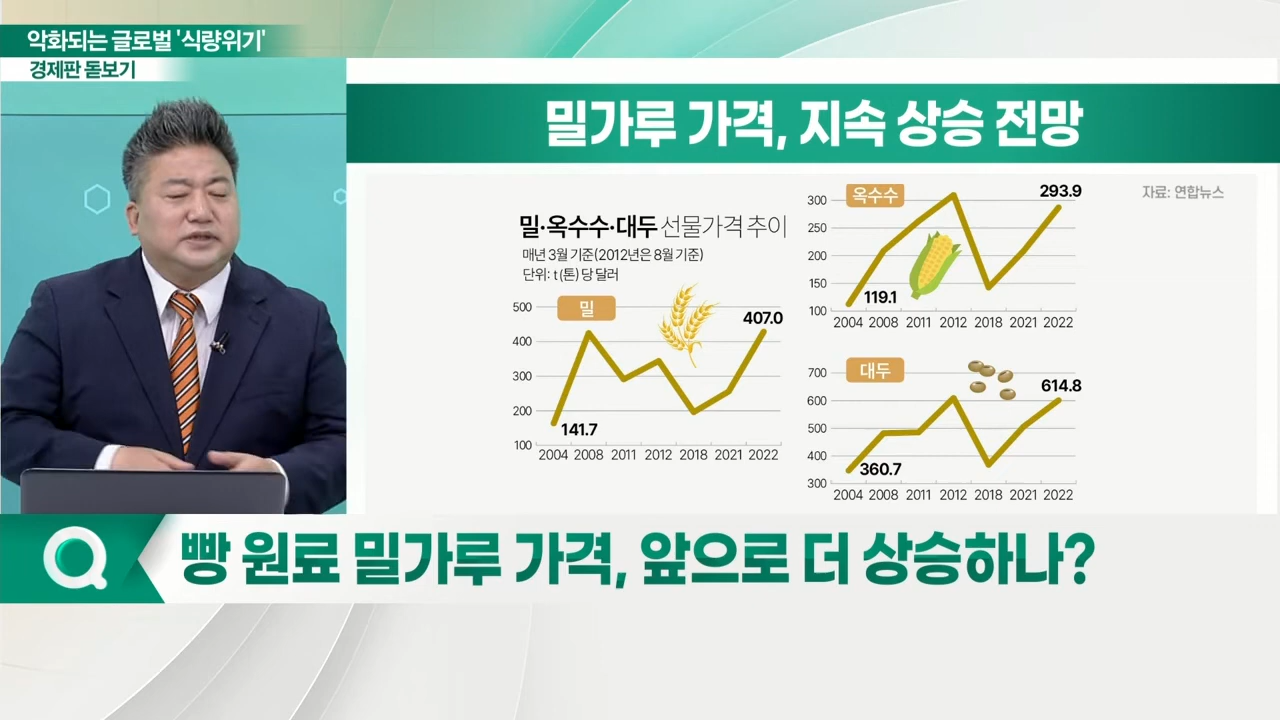 악화되는 글로벌 '식량위기'
경제판 돋보기
밀가루 가격, 지속 상승 전망
자료: 연합뉴스
밀·옥수수·대두 선물가격 추이
매년 3월 기준(2012년은 8월 기준)
단위: t(톤) 당 달러
밀
500
400
300
200
100
407.0
141.7
2004 2008 2011 2012 2018 2021 2022
옥수수
300
250
200
150
100
293.9
119.1
2004 2008 2011 2012 2018 2021 2022
대두
700
600
500
400
300
614.8
360.7
2004 2008 2011 2012 2018 2021 2022
빵 원료 밀가루 가격, 앞으로 더 상승하나?